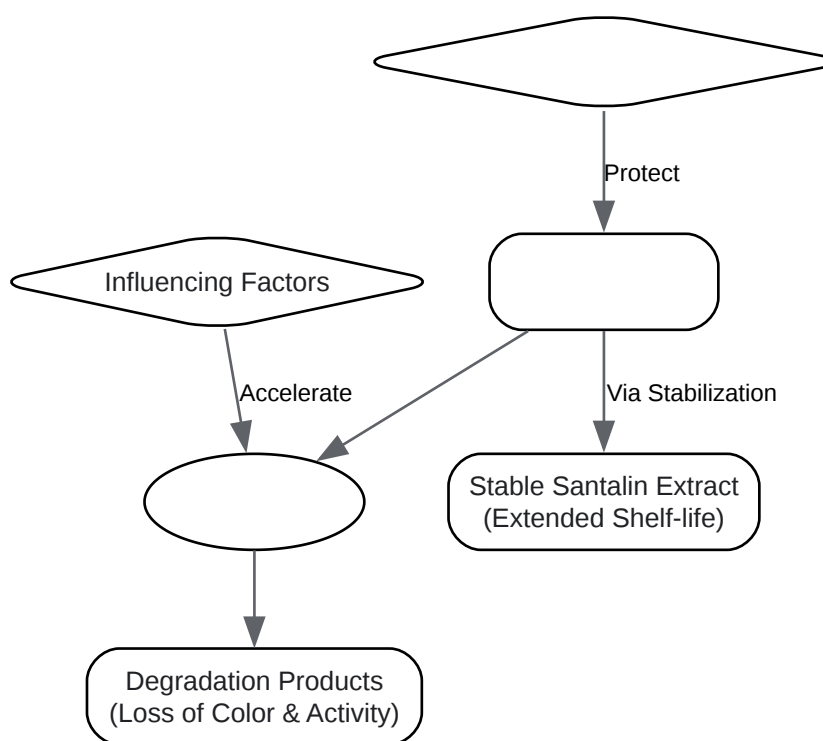 Protect
Influencing Factors
Accelerate
Via Stabilization
Stable Santalin Extract
(Extended Shelf-life)
Degradation Products
(Loss of Color & Activity)